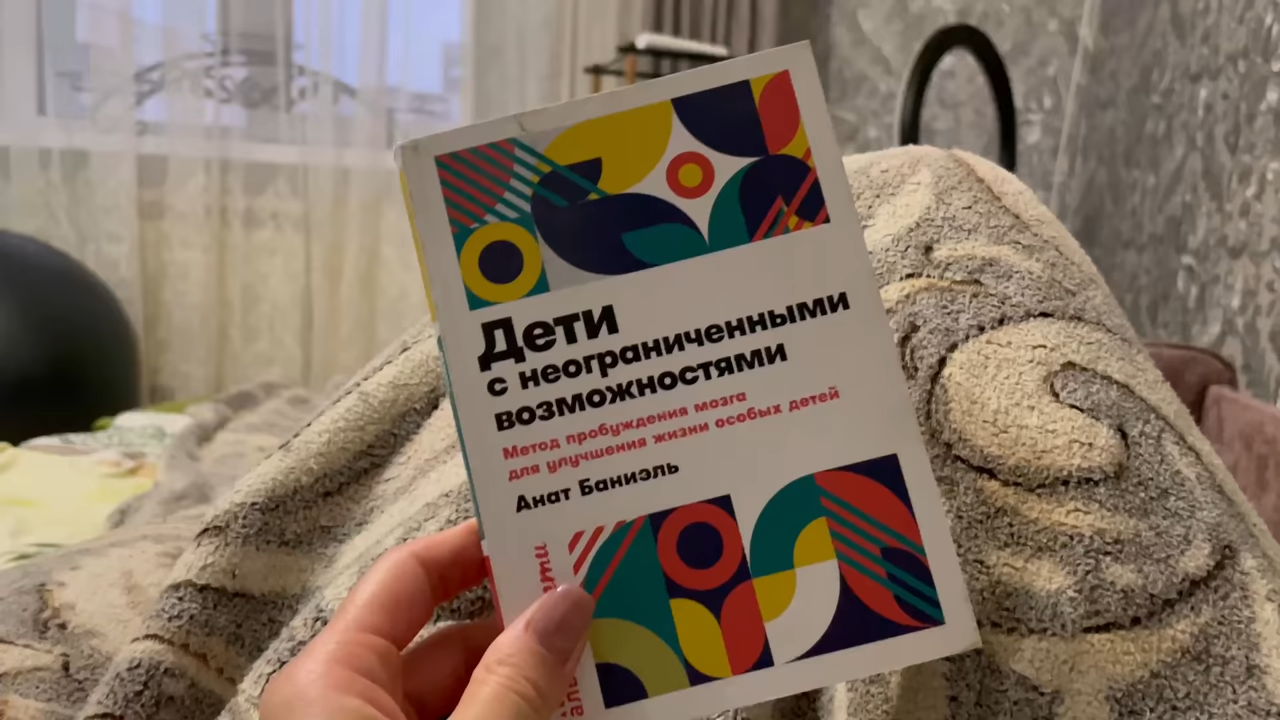 Дети
с неограниченными
возможностями
Метод пробуждения мозга
для улучшения жизни особых детей
Анат Баниэль